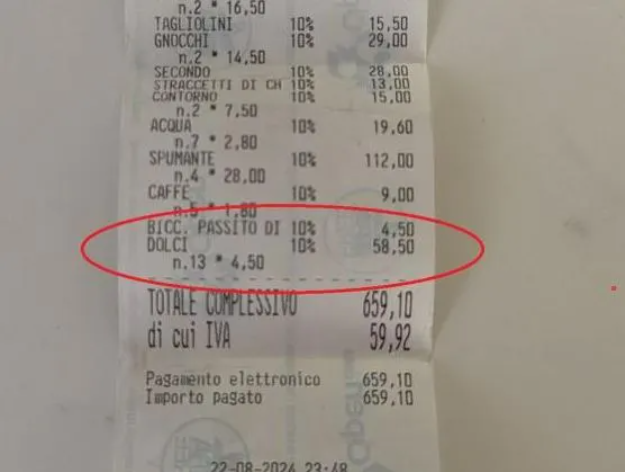 n.2 * 16,50
TAGLIOLINI 10% 15,50
GNOCCHI 10% 29,00
n.2 * 14,50
SECONDO 10% 28,00
STRACCETTI DI CH 10% 13,00
CONTORNO 10% 15,00
n.2 * 7,50
ACQUA 10% 19,60
n.7 * 2,80
SPUMANTE 10% 112,00
n.4 * 28,00
CAFFE 10% 9,00
n.5 * 1,80
BICC. PASSITO DI 10% 4,50
DOLCI 10% 58,50
n.13 * 4,50
TOTALE COMPLESSIVO 659,10
di cui IVA 59,92
Pagamento elettronico 659,10
Importo pagato 659,10
22-08-2024 23:48